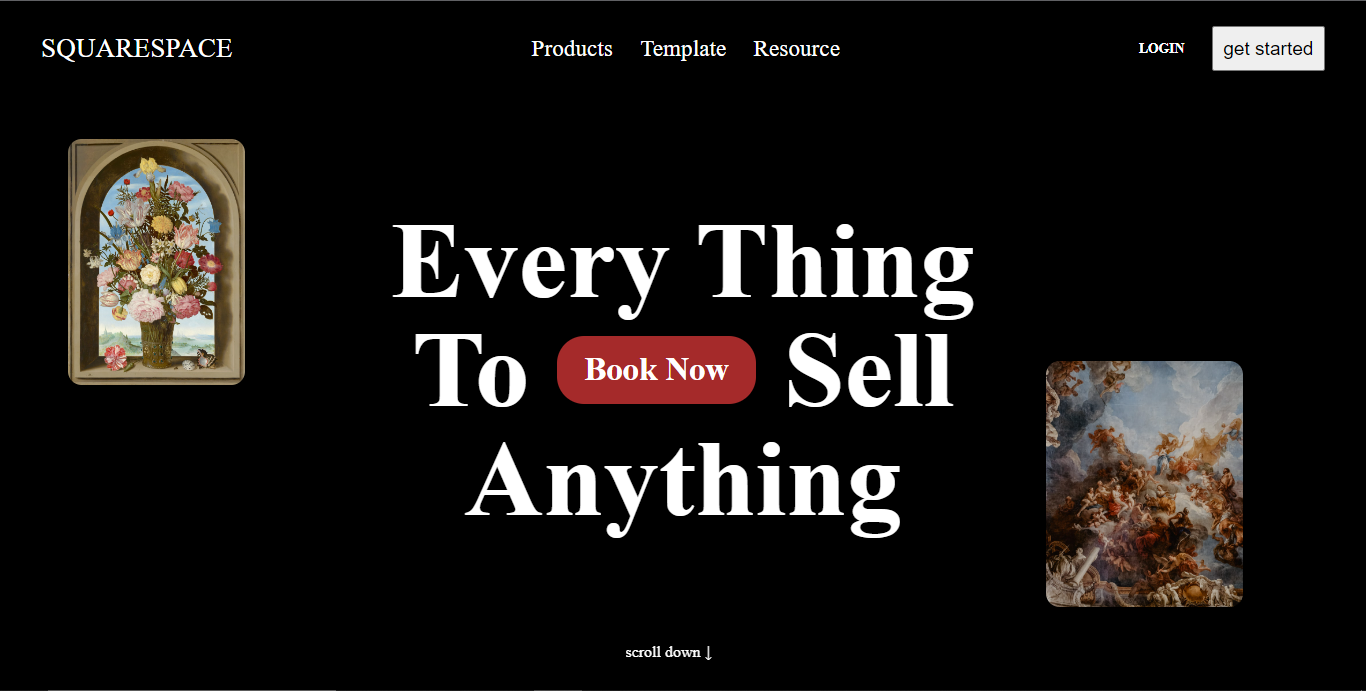 SQUARESPACE
Products Template Resource
LOGIN
get started
Every Thing
To Book Now Sell
Anything
scroll down ↓